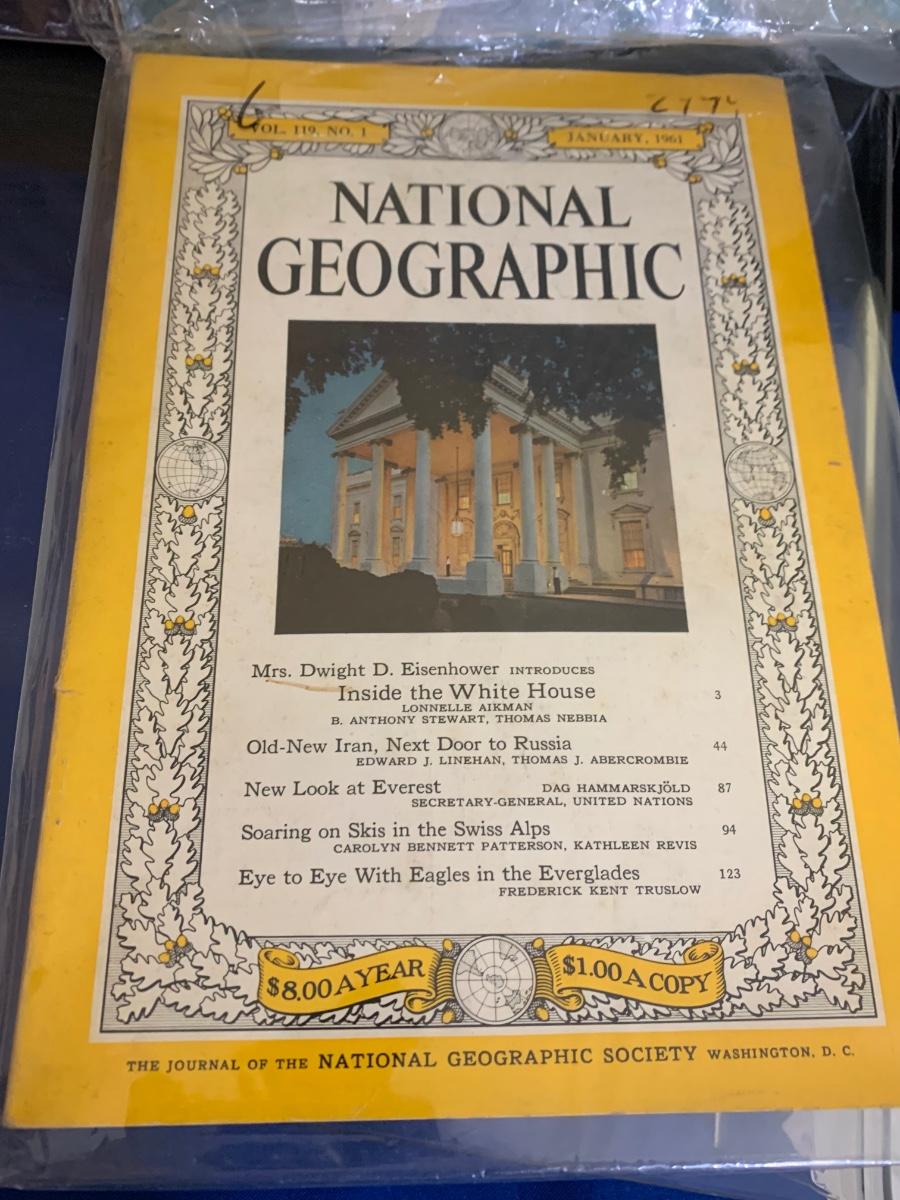 6
VOL. 119, NO. 1
JANUARY, 1961
NATIONAL
GEOGRAPHIC
Mrs. Dwight D. Eisenhower INTRODUCES
Inside the White House 3
LONNELLE AIKMAN
B. ANTHONY STEWART, THOMAS NEBBIA
Old-New Iran, Next Door to Russia 44
EDWARD J. LINEHAN, THOMAS J. ABERCROMBIE
New Look at Everest DAG HAMMARSKJÖLD 87
SECRETARY-GENERAL, UNITED NATIONS
Soaring on Skis in the Swiss Alps 94
CAROLYN BENNETT PATTERSON, KATHLEEN REVIS
Eye to Eye With Eagles in the Everglades 123
FREDERICK KENT TRUSLOW
$8.00 A YEAR
$1.00 A COPY
THE JOURNAL OF THE NATIONAL GEOGRAPHIC SOCIETY WASHINGTON, D. C.